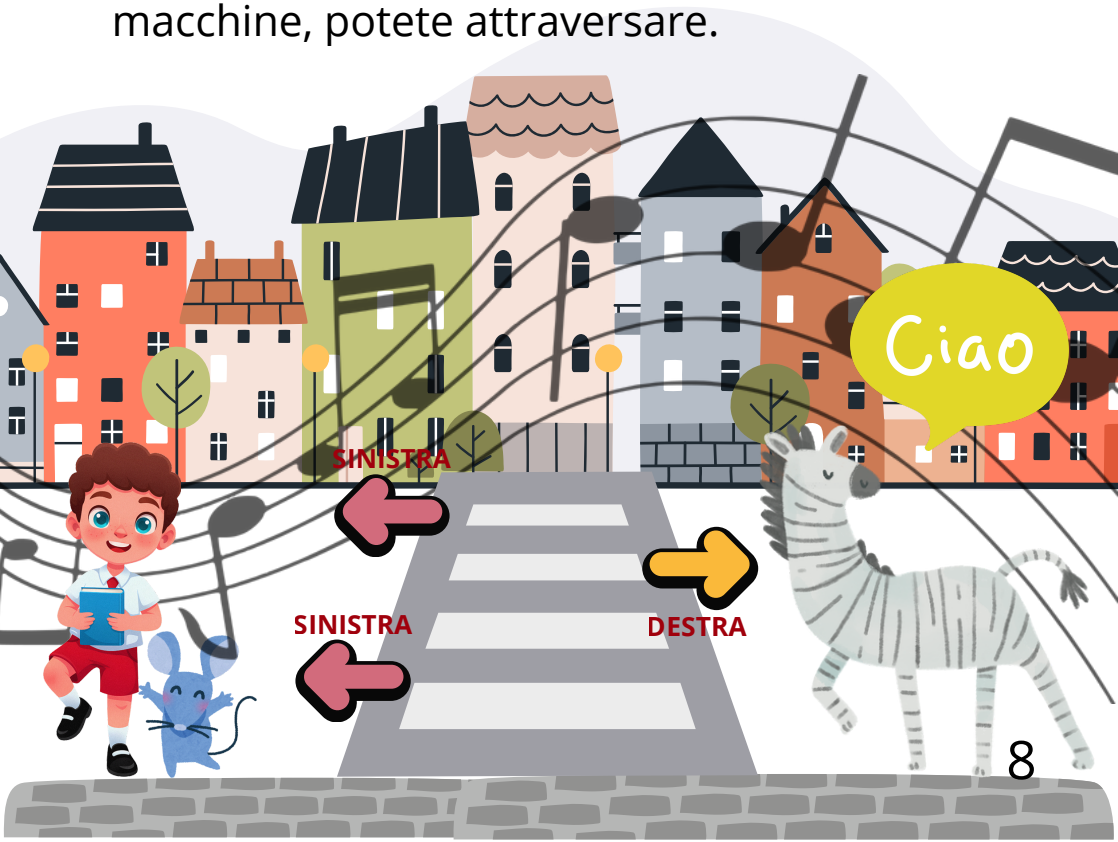 macchine, potete attraversare.
Ciao
SINISTRA
SINISTRA
DESTRA
8